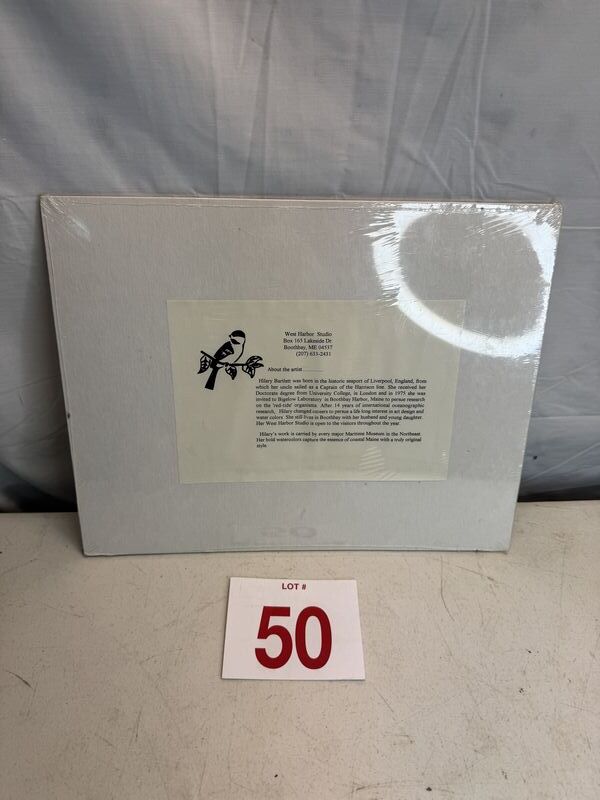 West Harbor Studio
Box 165 Lakeside Dr
Boothbay, ME 04537
(207) 633-2431
About the artist
Hilary Bartlett was born in the historic seaport of Liverpool, England, from
which her uncle sailed as a Captain of the Harrison line. She received her
Doctorate degree from University College, in London and in 1975 she was
invited to Bigelow Laboratory in Boothbay Harbor, Maine to pursue research
on the 'red-tide' organisms. After 14 years of international oceanographic
research, Hilary changed careers to pursue a life long interest in art design and
water colors. She still lives in Boothbay with her husband and young daughter.
Her West Harbor Studio is open to the visitors throughout the year.
Hilary's work is carried by every major Maritime Museum in the Northeast.
Her bold watercolors capture the essence of coastal Maine with a truly original
style.
LOT #
50